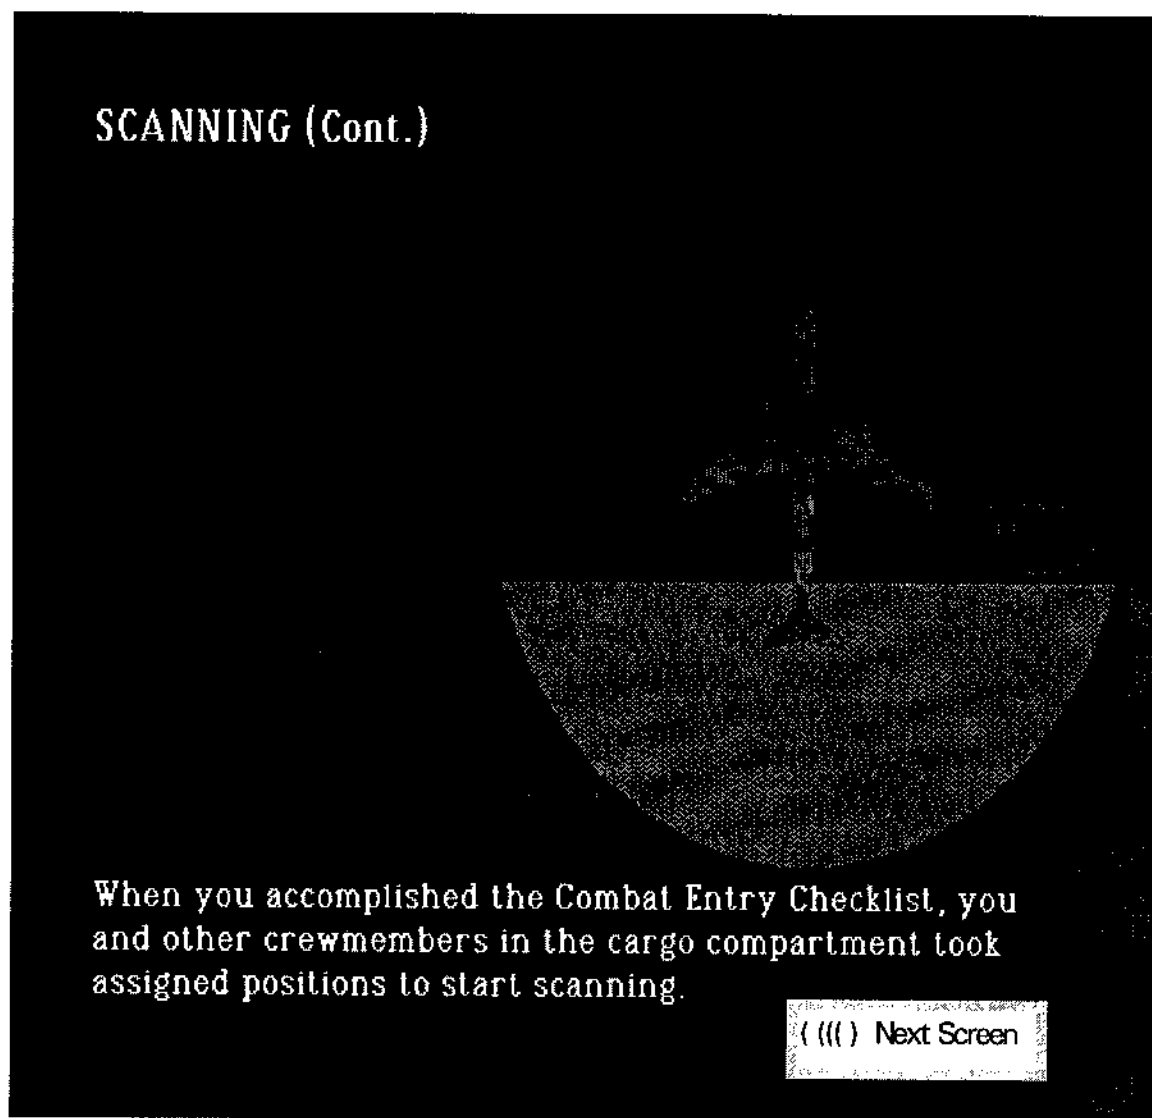 SCANNING (Cont.)
When you accomplished the Combat Entry Checklist, you
and other crewmembers in the cargo compartment took
assigned positions to start scanning.
( ((( ) Next Screen